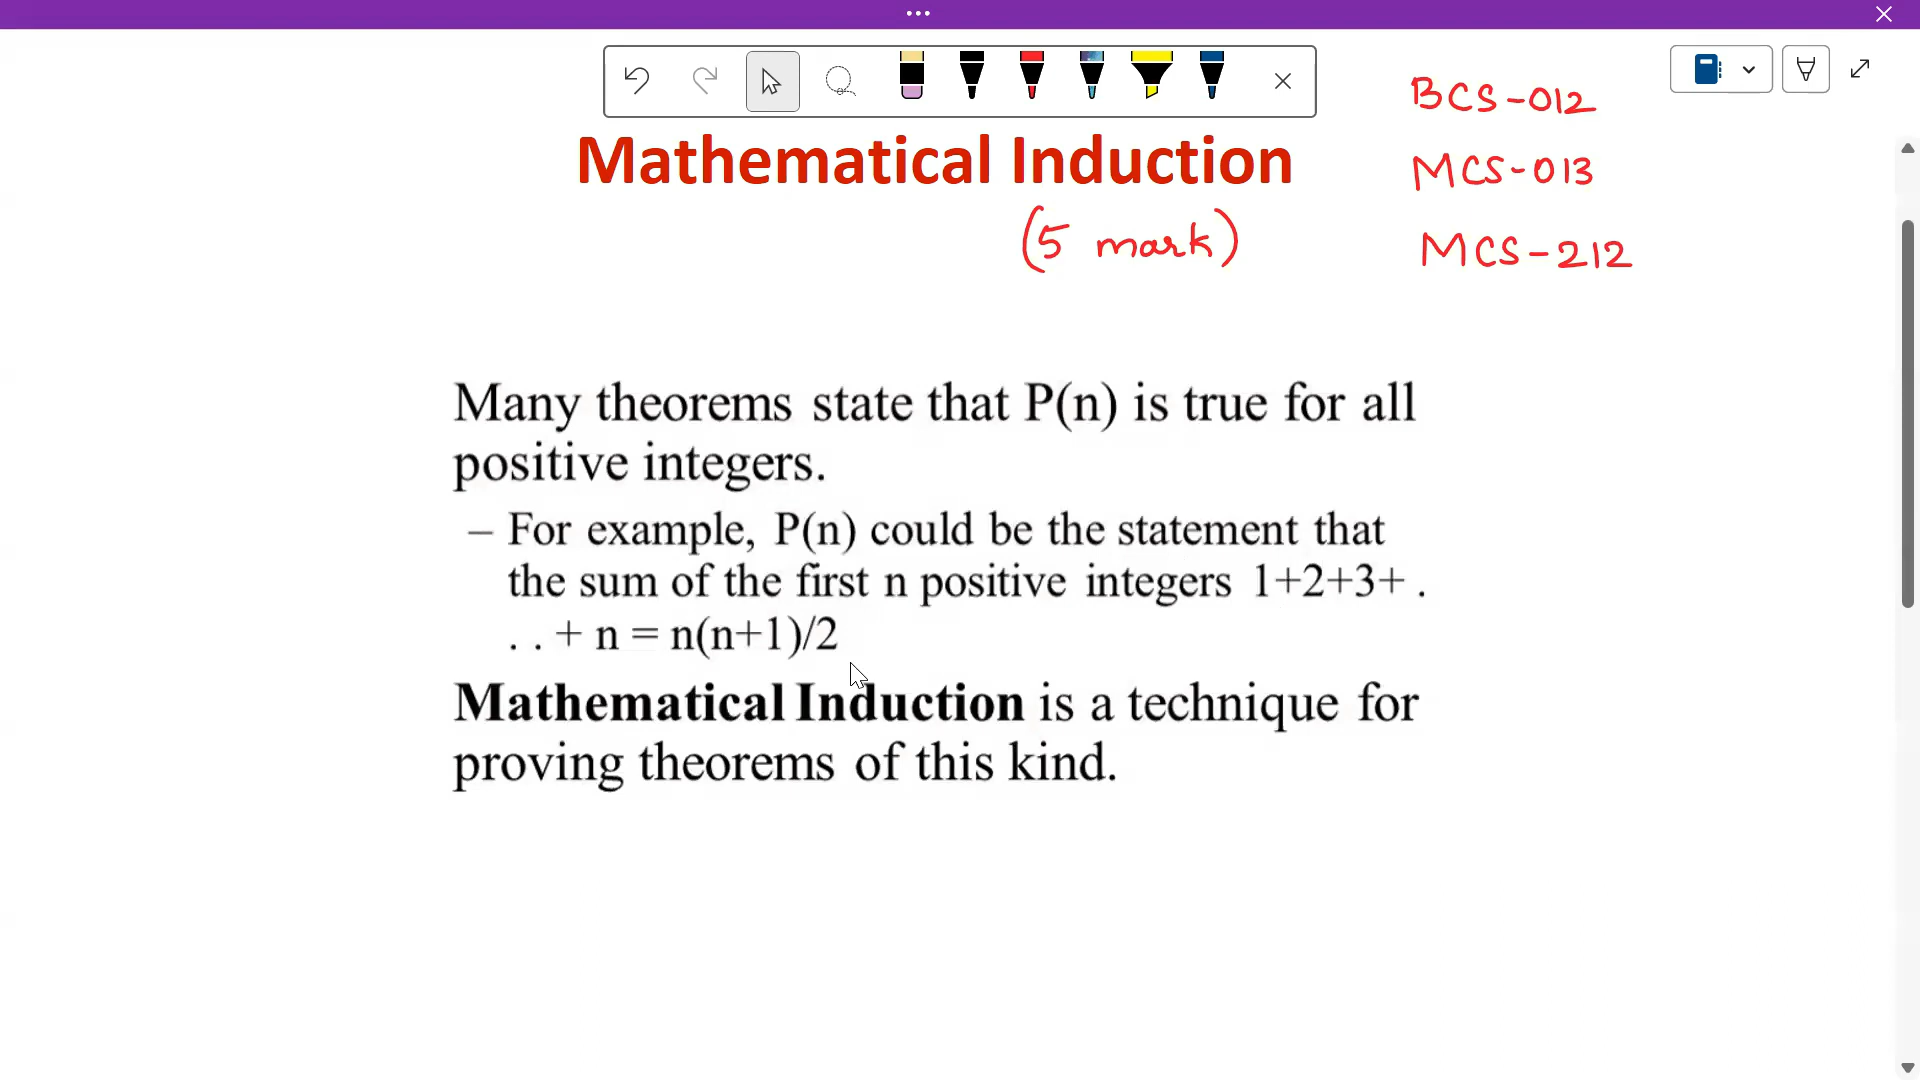 BCS-012
Mathematical Induction
MCS-013
(5 mark)
MCS-212
Many theorems state that P(n) is true for all
positive integers.
– For example, P(n) could be the statement that
the sum of the first n positive integers 1+2+3+ .
. . + n = n(n+1)/2
Mathematical Induction is a technique for
proving theorems of this kind.